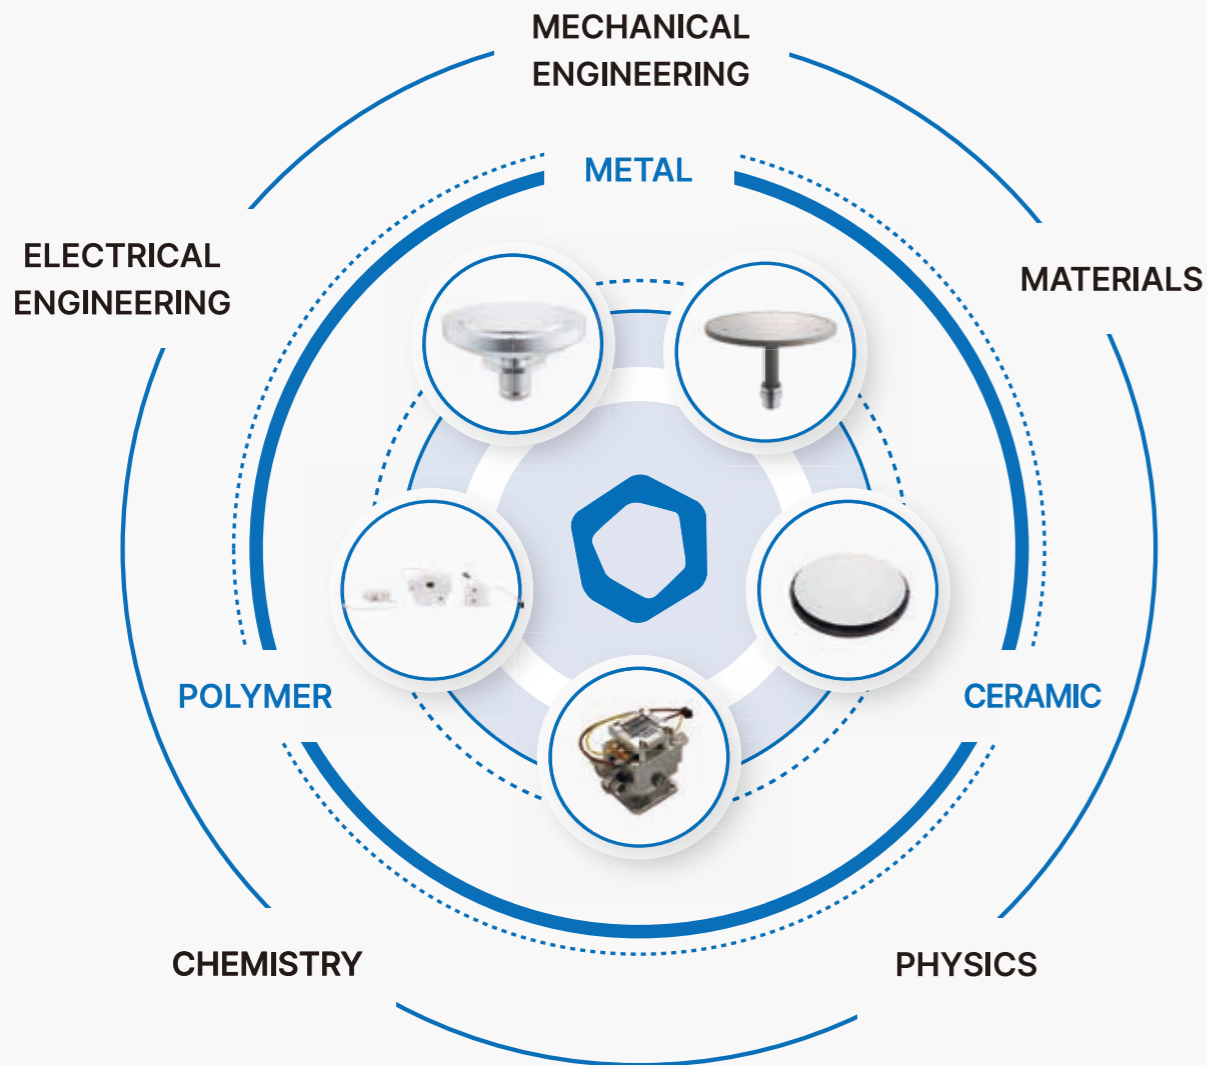 MECHANICAL
ENGINEERING
METAL
ELECTRICAL
ENGINEERING
MATERIALS
POLYMER
CERAMIC
CHEMISTRY
PHYSICS